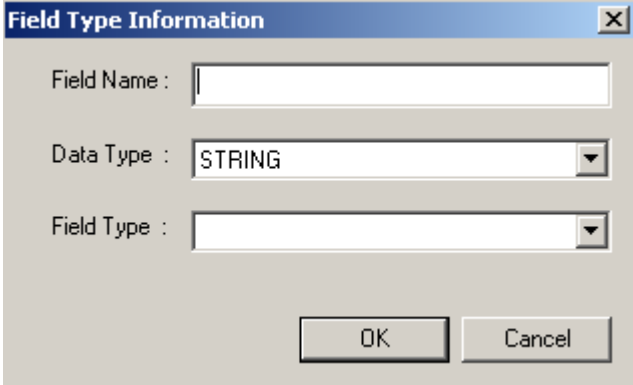 Field Type Information
Field Name :
Data Type : STRING
Field Type :
OK Cancel